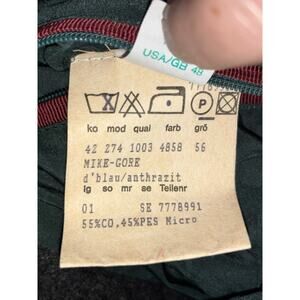 USA/GB 48
P
ko mod qual farb grö
42 274 1003 4858 56
MIKE-GORE
d'blau/anthrazit
lg so mr se Teilenr
01 SE 7778991
55%CO,45%PES Micro